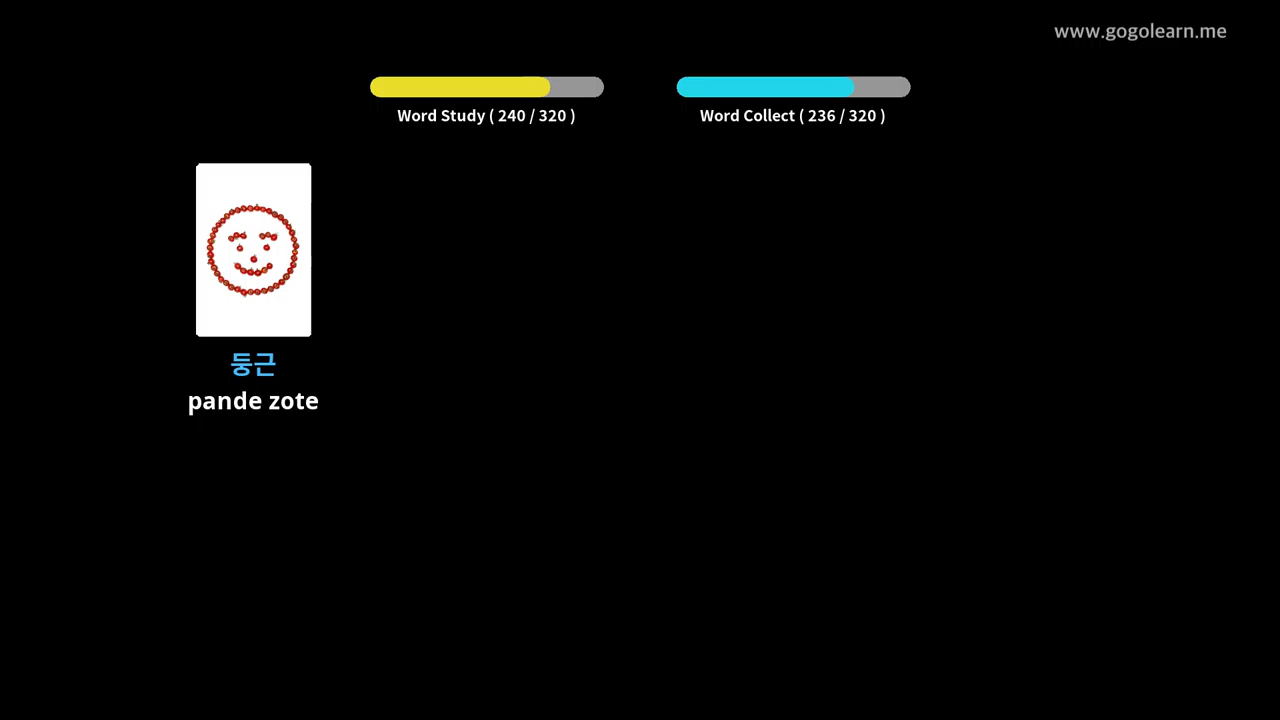 www.gogolearn.me
Word Study ( 240 / 320 )
Word Collect ( 236 / 320 )
둥근
pande zote